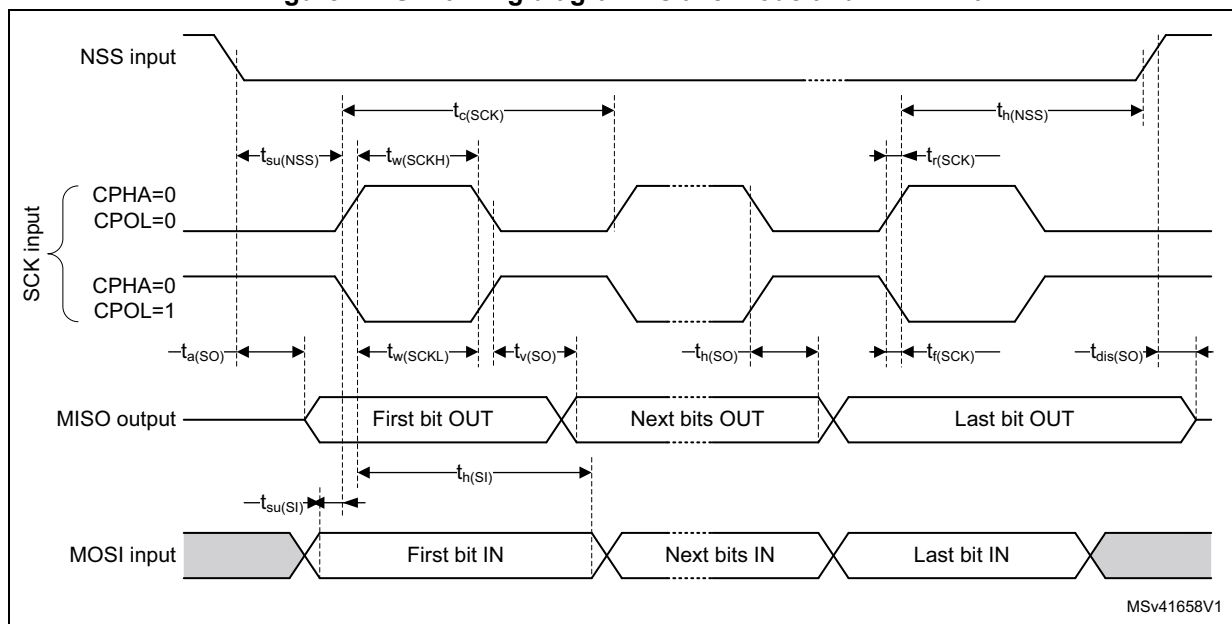 NSS input
tc(SCK)
th(NSS)
tsu(NSS)
tw(SCKH)
tr(SCK)
SCK input
CPHA=0
CPOL=0
CPHA=0
CPOL=1
ta(SO)
tw(SCKL)
tv(SO)
th(SO)
tf(SCK)
tdis(SO)
MISO output
First bit OUT
Next bits OUT
Last bit OUT
th(SI)
tsu(SI)
MOSI input
First bit IN
Next bits IN
Last bit IN
MSv41658V1